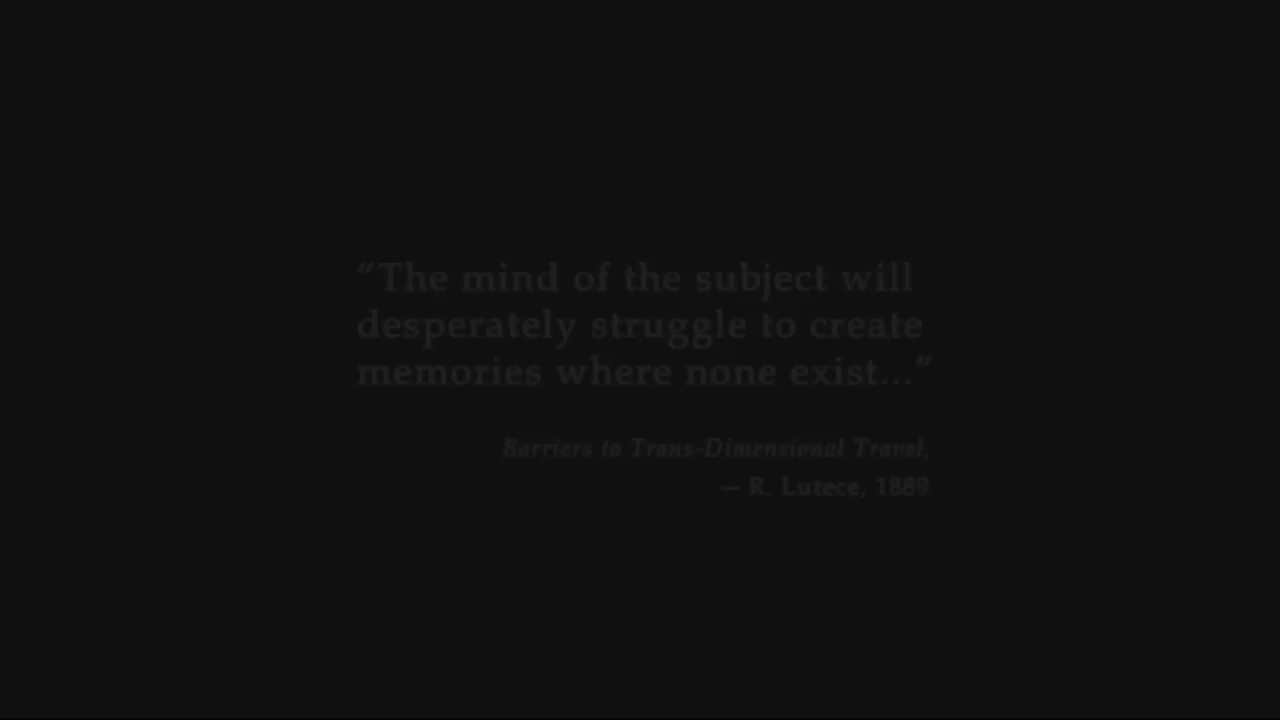 “The mind of the subject will
desperately struggle to create
memories where none exist...”
Barriers to Trans-Dimensional Travel,
— R. Lutece, 1889